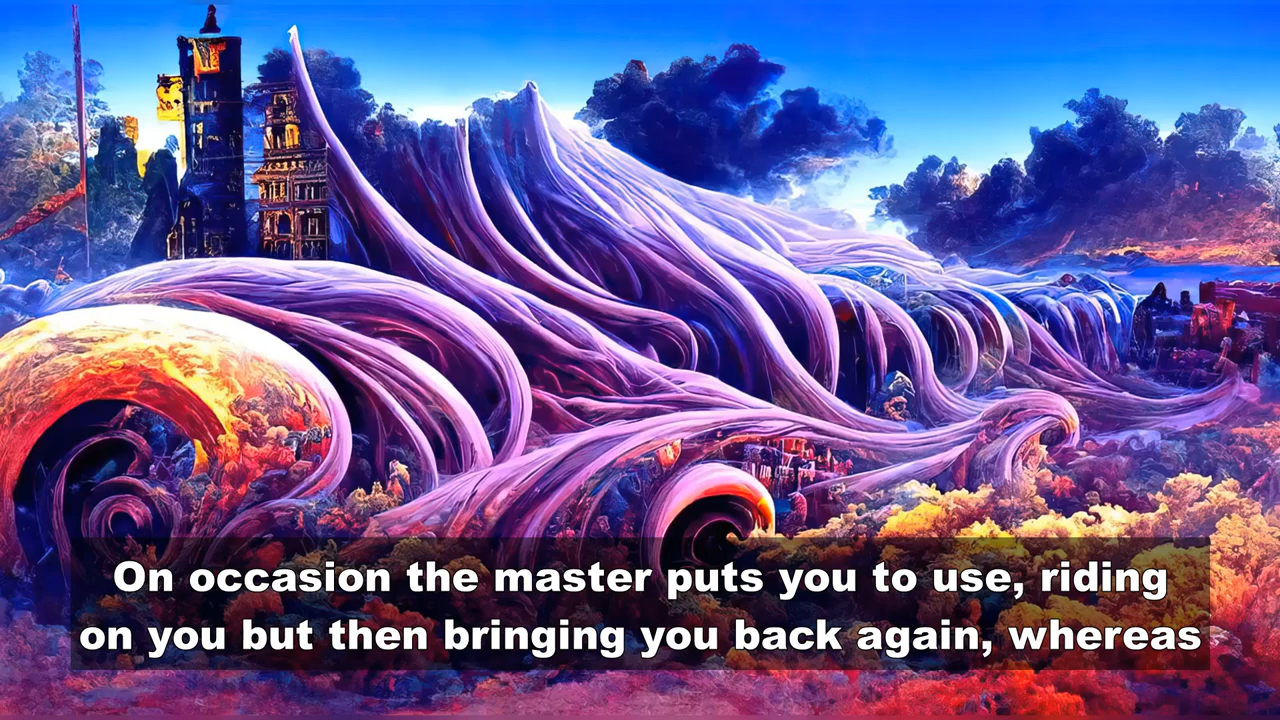 On occasion the master puts you to use, riding
on you but then bringing you back again, whereas